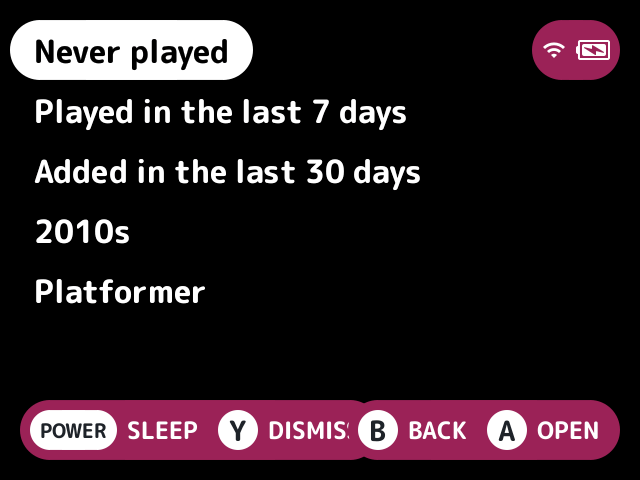 Never played
Played in the last 7 days
Added in the last 30 days
2010s
Platformer
POWER SLEEP Y DISMIS B BACK A OPEN